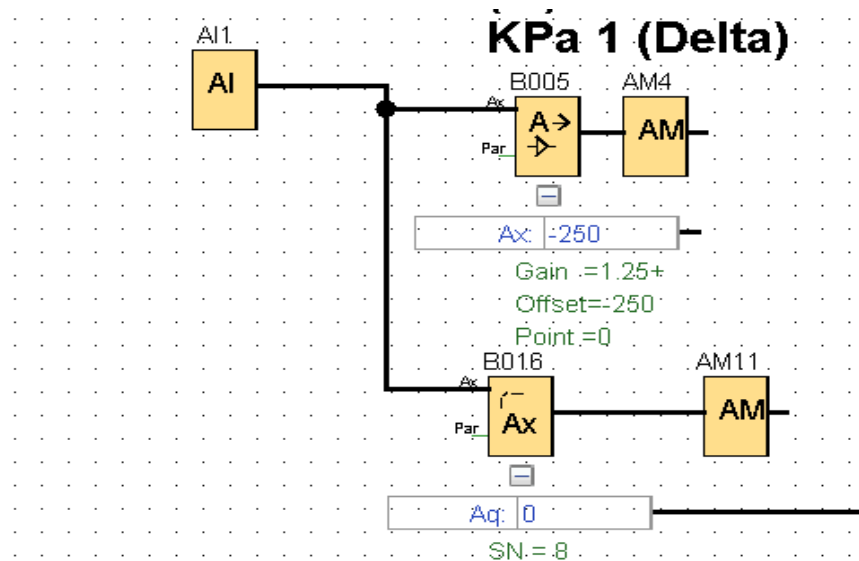 KPa 1 (Delta)
AI1
AI
B005
AM4
Ax
A→
AM
Par
Ax: -250
Gain =1.25+
Offset=-250
Point =0
B016
AM11
Ax
Ax
AM
Par
Aq: 0
SN = 8